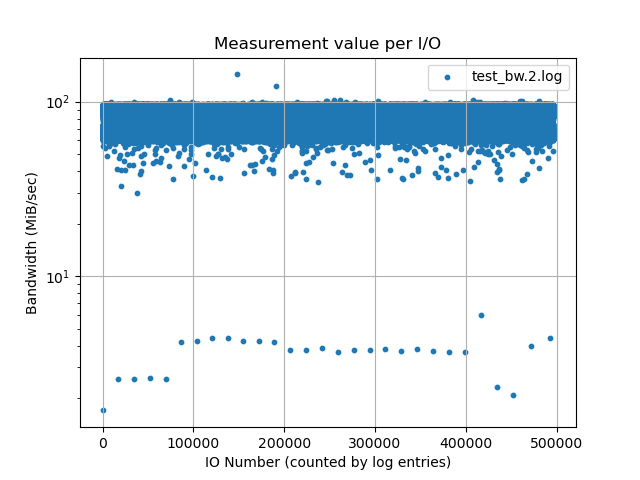 Measurement value per I/O
test_bw.2.log
10²
10¹
Bandwidth (MiB/sec)
0 100000 200000 300000 400000 500000
IO Number (counted by log entries)